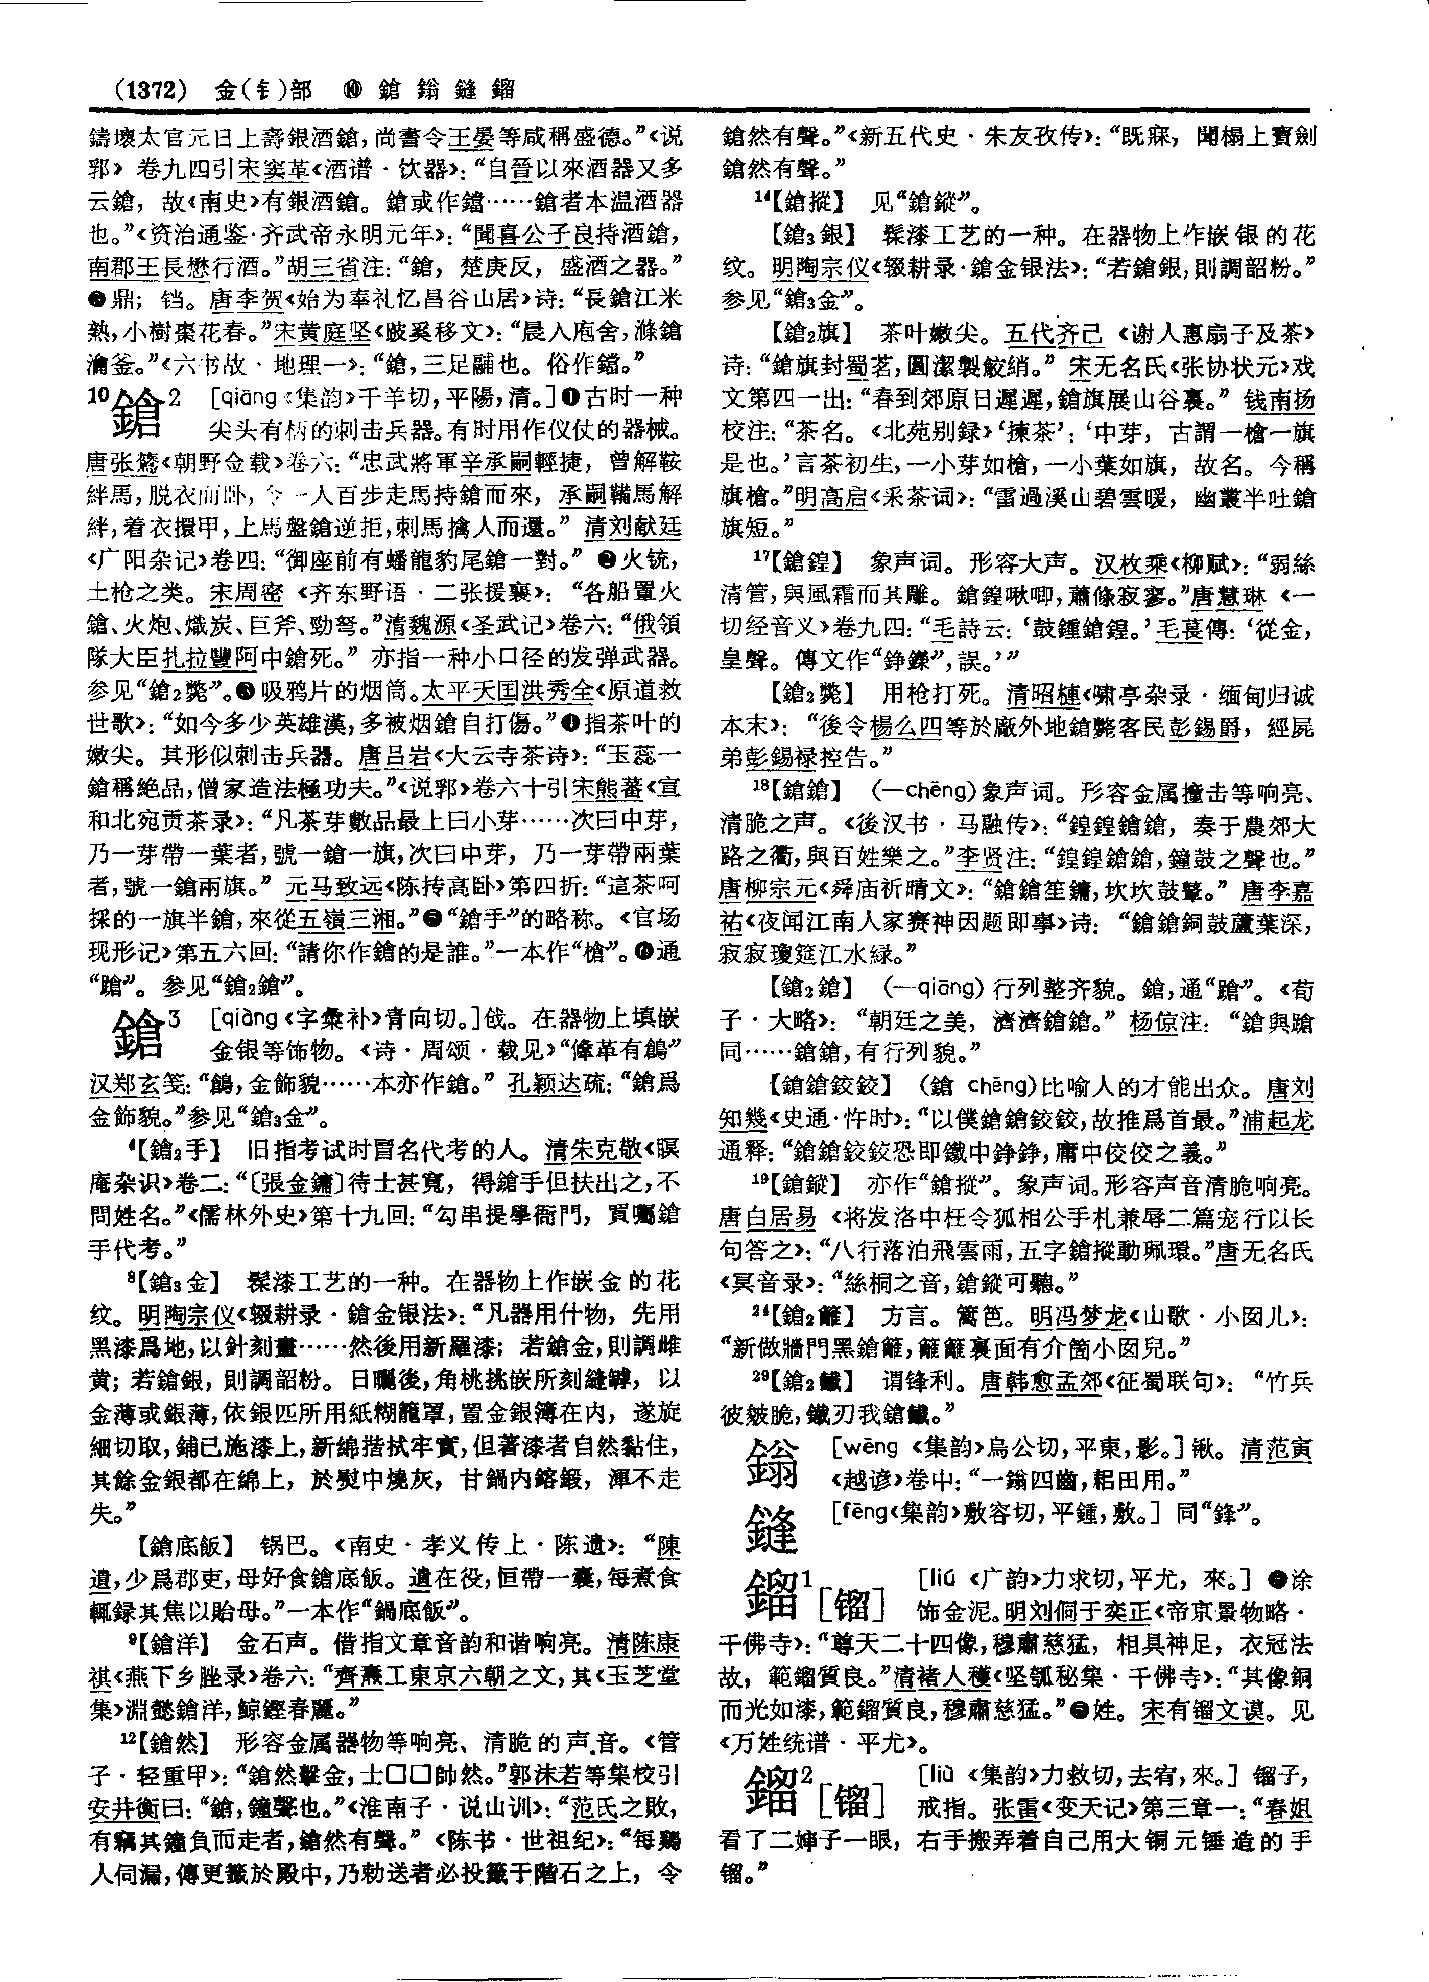 (1372) 金(钅)部 ❿ 鎗 鎓 鏠 鎦
鑄壞太官元日上壽銀酒鎗，尚書令王晏等咸稱盛德。”《说
郛》卷九四引宋窦革《酒谱·饮器》：“自晉以來酒器又多
云鎗，故《南史》有銀酒鎗。鎗或作鐺……鎗者本温酒器
也。”《资治通鉴·齐武帝永明元年》：“聞喜公子良持酒鎗，
南郡王長懋行酒。”胡三省注：“鎗，楚庚反，盛酒之器。”
❷鼎；铛。唐李贺《始为奉礼忆昌谷山居》诗：“長鎗江米
熟，小樹棗花春。”宋黄庭坚《跛奚移文》：“晨入庖舍，滌鎗
瀹釜。”《六书故·地理一》：“鎗，三足鬴也。俗作鐺。”
10鎗2 [qiāng《集韵》千羊切，平陽，清。]❶古时一种
尖头有柄的刺击兵器。有时用作仪仗的器械。
唐张鷟《朝野佥载》卷六：“忠武將軍辛承嗣輕捷，曾解鞍
絆馬，脱衣而卧，令一人百步走馬持鎗而來，承嗣鞴馬解
絆，着衣擐甲，上馬盤鎗逆拒，刺馬擒人而還。”清刘献廷
《广阳杂记》卷四：“御座前有蟠龍豹尾鎗一對。”❷火铳，
土枪之类。宋周密《齐东野语·二张援襄》：“各船置火
鎗、火炮、熾炭、巨斧、勁弩。”清魏源《圣武记》卷六：“俄領
隊大臣扎拉豐阿中鎗死。”亦指一种小口径的发弹武器。
参见“鎗2斃”。❸吸鸦片的烟筒。太平天国洪秀全《原道救
世歌》：“如今多少英雄漢，多被烟鎗自打傷。”❹指茶叶的
嫩尖。其形似刺击兵器。唐吕岩《大云寺茶诗》：“玉蕊一
鎗稱絶品，僧家造法極功夫。”《说郛》卷六十引宋熊蕃《宣
和北宛贡茶录》：“凡茶芽數品最上曰小芽……次曰中芽，
乃一芽帶一葉者，號一鎗一旗，次曰中芽，乃一芽帶兩葉
者，號一鎗兩旗。”元马致远《陈抟高卧》第四折：“這茶呵
採的一旗半鎗，來從五嶺三湘。”❺“鎗手”的略称。《官场
现形记》第五六回：“請你作鎗的是誰。”一本作“槍”。❻通
“蹌”。参见“鎗2鎗”。
鎗3 [qiàng《字彙补》青向切。]戗。在器物上填嵌
金银等饰物。《诗·周颂·载见》“鞗革有鶬”
汉郑玄笺：“鶬，金飾貌……本亦作鎗。”孔颖达疏：“鎗爲
金飾貌。”参见“鎗3金”。
4【鎗2手】 旧指考试时冒名代考的人。清朱克敬《暝
庵杂识》卷二：“〔張金鏞〕待士甚寬，得鎗手但扶出之，不
問姓名。”《儒林外史》第十九回：“勾串提學衙門，買囑鎗
手代考。”
8【鎗3金】 髹漆工艺的一种。在器物上作嵌金的花
纹。明陶宗仪《辍耕录·鎗金银法》：“凡器用什物，先用
黑漆爲地，以針刻畫……然後用新羅漆；若鎗金，則調雌
黄；若鎗銀，則調韶粉。日曬後，角桃挑嵌所刻縫罅，以
金薄或銀薄，依銀匠所用紙糊籠罩，置金銀簿在内，遂旋
細切取，鋪已施漆上，新綿揩拭牢實，但著漆者自然黏住，
其餘金銀都在綿上，於熨中燒灰，甘鍋内鎔鍛，渾不走
失。”
【鎗底飯】 锅巴。《南史·孝义传上·陈遗》：“陳
遺，少爲郡吏，母好食鎗底飯。遺在役，恒帶一囊，每煮食
輒録其焦以貽母。”一本作“鍋底飯”。
9【鎗洋】 金石声。借指文章音韵和谐响亮。清陈康
祺《燕下乡脞录》卷六：“齊燕工東京六朝之文，其《玉芝堂
集》淵懿鎗洋，鯨鏗春麗。”
12【鎗然】 形容金属器物等响亮、清脆的声音。《管
子·轻重甲》：“鎗然擊金，士□□帥然。”郭沫若等集校引
安井衡曰：“鎗，鐘聲也。”《淮南子·说山训》：“范氏之敗，
有竊其鐘負而走者，鎗然有聲。”《陈书·世祖纪》：“每鷄
人伺漏，傳更籤於殿中，乃勑送者必投籤于階石之上，令
鎗然有聲。”《新五代史·朱友孜传》：“既寐，聞榻上寶劍
鎗然有聲。”
14【鎗摐】 见“鎗鏦”。
【鎗3銀】 髹漆工艺的一种。在器物上作嵌银的花
纹。明陶宗仪《辍耕录·鎗金银法》：“若鎗銀，則調韶粉。”
参见“鎗3金”。
【鎗2旗】 茶叶嫩尖。五代齐己《谢人惠扇子及茶》
诗：“鎗旗封蜀茗，圓潔製鮫綃。”宋无名氏《张协状元》戏
文第四一出：“春到郊原日遲遲，鎗旗展山谷裏。”钱南扬
校注：“茶名。《北苑别録》‘揀茶’：‘中芽，古謂一槍一旗
是也。’言茶初生，一小芽如槍，一小葉如旗，故名。今稱
旗槍。”明高启《采茶词》：“雷過溪山碧雲暖，幽叢半吐鎗
旗短。”
17【鎗鍠】 象声词。形容大声。汉枚乘《柳赋》：“弱絲
清管，與風霜而共雕。鎗鍠啾唧，蕭條寂寥。”唐慧琳《一
切经音义》卷九四：“毛詩云：‘鼓鍾鎗鍠。’毛萇傳：‘從金，
皇聲。傳文作“錚鑠”，誤。’”
【鎗2斃】 用枪打死。清昭槤《啸亭杂录·缅甸归诚
本末》：“後令楊么四等於廠外地鎗斃客民彭錫爵，經屍
弟彭錫禄控告。”
18【鎗鎗】 （一chēng）象声词。形容金属撞击等响亮、
清脆之声。《後汉书·马融传》：“鍠鍠鎗鎗，奏于農郊大
路之衢，與百姓樂之。”李贤注：“鍠鍠鎗鎗，鐘鼓之聲也。”
唐柳宗元《舜庙祈晴文》：“鎗鎗笙鏞，坎坎鼓鼙。”唐李嘉
祐《夜闻江南人家赛神因题即事》诗：“鎗鎗銅鼓蘆葉深，
寂寂瓊筵江水緑。”
【鎗2鎗】 （一qiāng）行列整齐貌。鎗，通“蹌”。《荀
子·大略》：“朝廷之美，濟濟鎗鎗。”杨倞注：“鎗與蹌
同……鎗鎗，有行列貌。”
【鎗鎗鉸鉸】 （鎗 chēng）比喻人的才能出众。唐刘
知幾《史通·忤时》：“以僕鎗鎗鉸鉸，故推爲首最。”浦起龙
通释：“鎗鎗鉸鉸恐即鐵中錚錚，庸中佼佼之義。”
19【鎗鏦】 亦作“鎗摐”。象声词。形容声音清脆响亮。
唐白居易《将发洛中枉令狐相公手札兼辱二篇宠行以长
句答之》：“八行落泊飛雲雨，五字鎗摐動珮環。”唐无名氏
《冥音录》：“絲桐之音，鎗鏦可聽。”
24【鎗2籬】 方言。篱笆。明冯梦龙《山歌·小囡儿》：
“新做牆門黑鎗籬，籬籬裏面有介箇小囡兒。”
29【鎗2鑯】 谓锋利。唐韩愈孟郊《征蜀联句》：“竹兵
彼皴脆，鐵刃我鎗鑯。”
鎓 [wēng《集韵》烏公切，平東，影。]锹。清范寅
《越谚》卷中：“一鎓四齒，耜田用。”
鏠 [fēng《集韵》敷容切，平鍾，敷。]同“鋒”。
鎦1[镏] [liú《广韵》力求切，平尤，來。]❶涂
饰金泥。明刘侗于奕正《帝京景物略·
千佛寺》：“尊天二十四像，穆肅慈猛，相具神足，衣冠法
故，範鎦質良。”清褚人穫《坚瓠秘集·千佛寺》：“其像銅
而光如漆，範鎦質良，穆肅慈猛。”❷姓。宋有镏文谟。见
《万姓统谱·平尤》。
鎦2[镏] [liù《集韵》力救切，去宥，來。]镏子，
戒指。张雷《变天记》第三章一：“春姐
看了二婶子一眼，右手搬弄着自己用大铜元锤造的手
镏。”